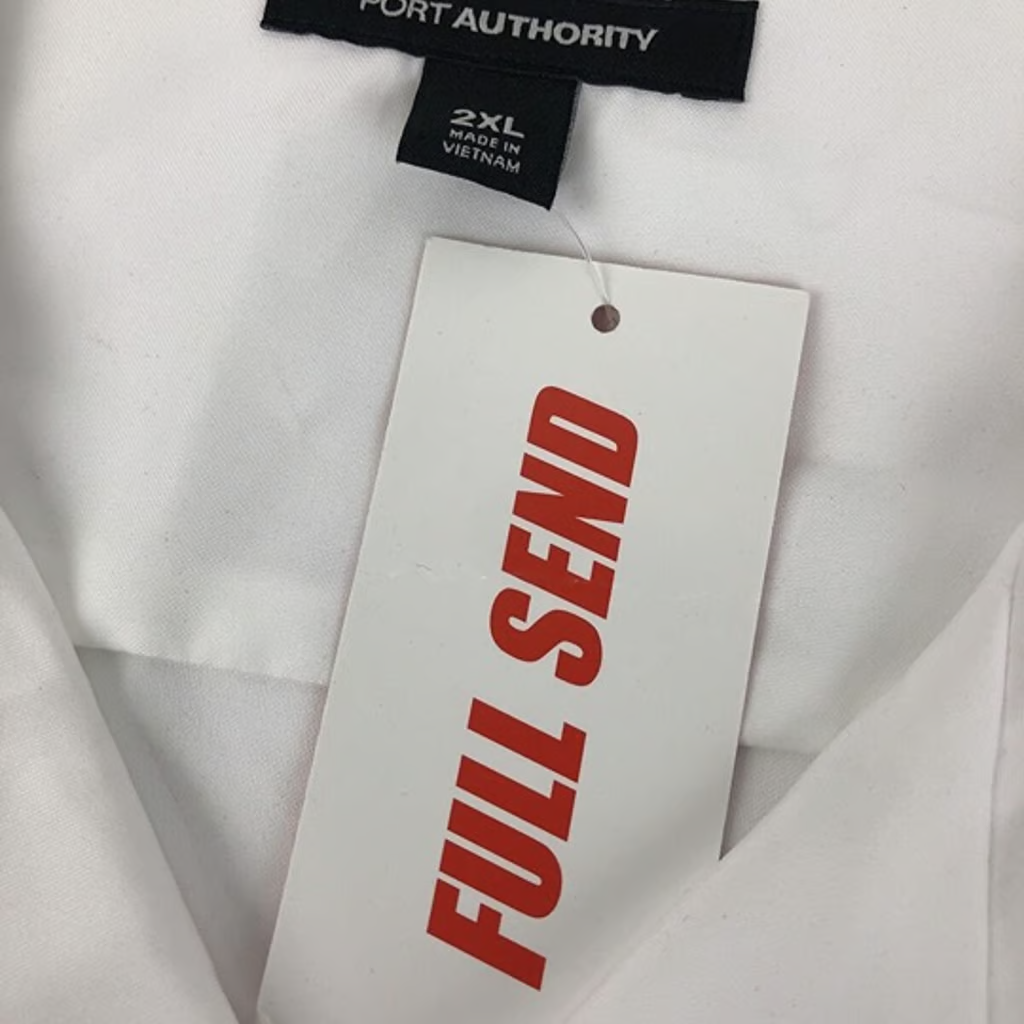 PORT AUTHORITY
2XL
MADE IN
VIETNAM
FULL SEND